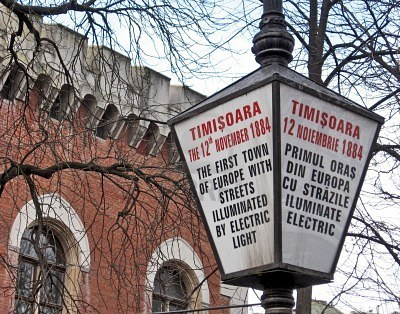 TIMIŞOARA
THE 12th NOVEMBER 1884
THE FIRST TOWN
OF EUROPE WITH
STREETS
ILLUMINATED
BY ELECTRIC
LIGHT
TIMIŞOARA
12 NOIEMBRIE 1884
PRIMUL ORAŞ
DIN EUROPA
CU STRĂZILE
ILUMINATE
ELECTRIC